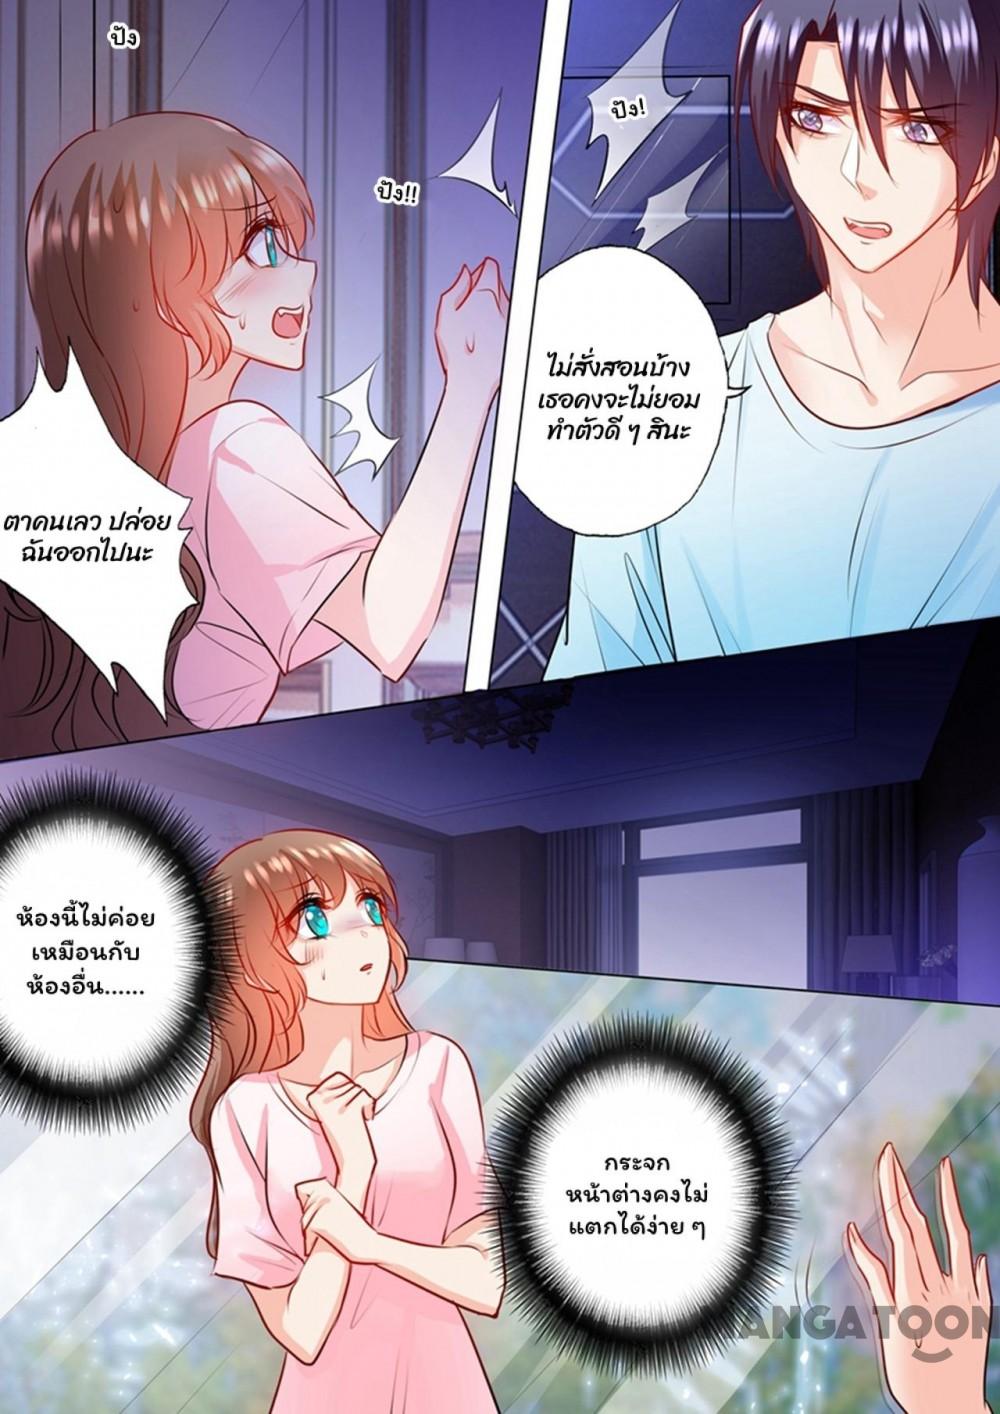 ปัง
ปัง!
ปัง!!
ไม่สั่งสอนบ้าง
เธอคงจะไม่ยอม
ทำตัวดี ๆ สินะ
ตาคนเลว ปล่อย
ฉันออกไปนะ
ห้องนี้ไม่ค่อย
เหมือนกับ
ห้องอื่น......
กระจก
หน้าต่างคงไม่
แตกได้ง่าย ๆ
MANGATOON